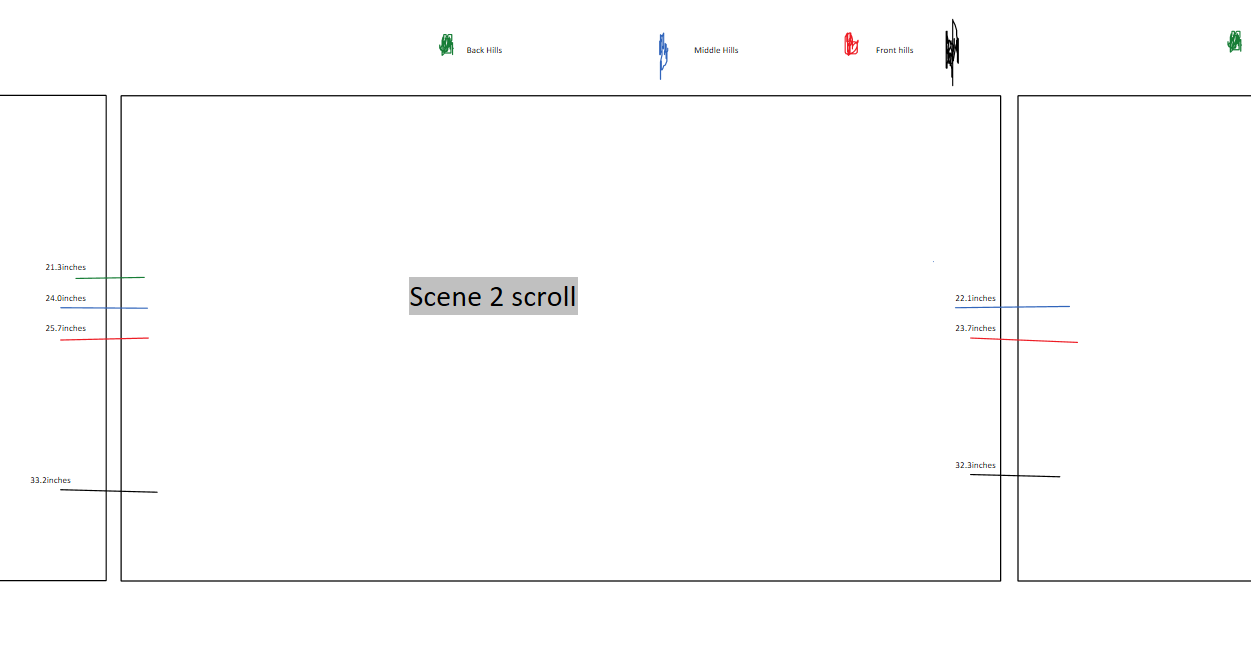 Back Hills
Middle Hills
Front hills
21.3inches
24.0inches
25.7inches
33.2inches
Scene 2 scroll
22.1inches
23.7inches
32.3inches